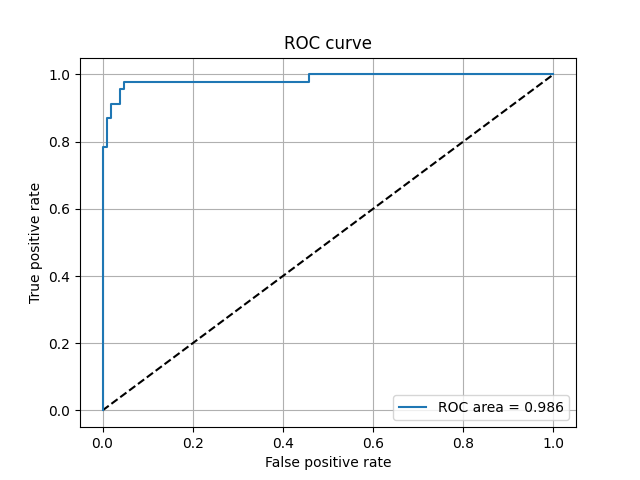 ROC curve
True positive rate
1.0
0.8
0.6
0.4
0.2
0.0
ROC area = 0.986
0.0 0.2 0.4 0.6 0.8 1.0
False positive rate